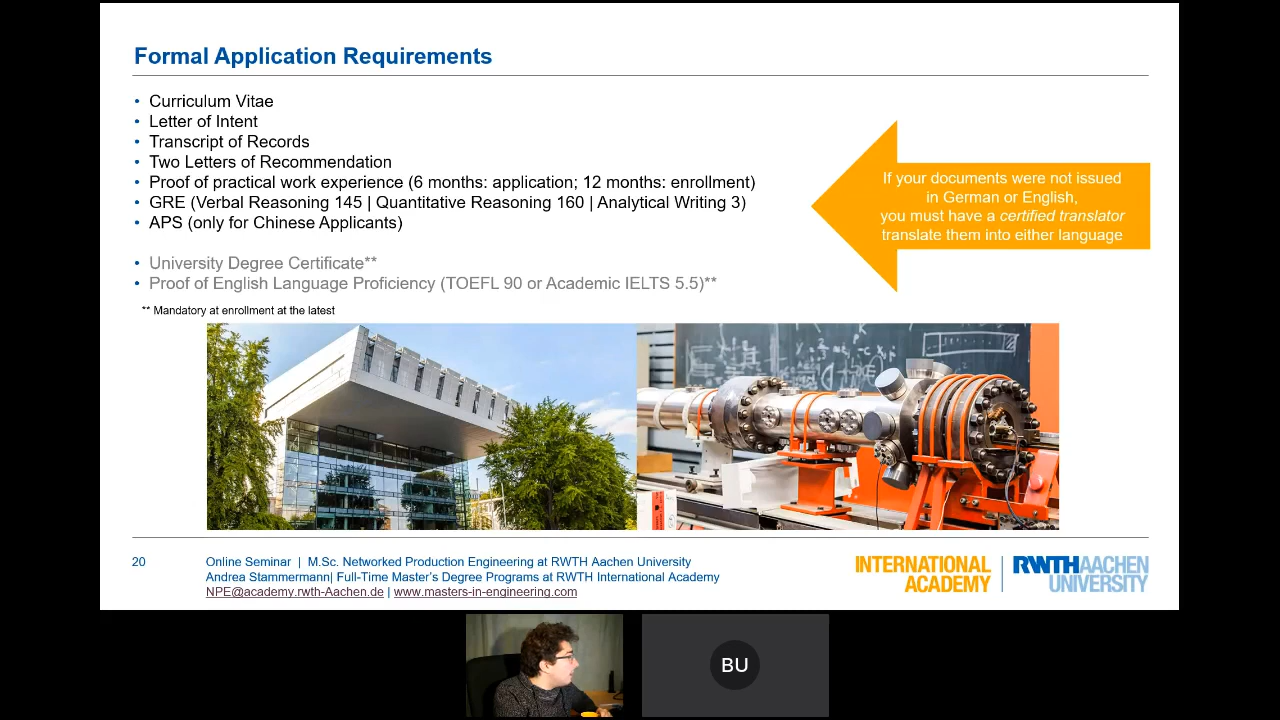 Formal Application Requirements
• Curriculum Vitae
• Letter of Intent
• Transcript of Records
• Two Letters of Recommendation
• Proof of practical work experience (6 months: application; 12 months: enrollment)
• GRE (Verbal Reasoning 145 | Quantitative Reasoning 160 | Analytical Writing 3)
• APS (only for Chinese Applicants)
• University Degree Certificate**
• Proof of English Language Proficiency (TOEFL 90 or Academic IELTS 5.5)**
** Mandatory at enrollment at the latest
If your documents were not issued
in German or English,
you must have a certified translator
translate them into either language
20
Online Seminar | M.Sc. Networked Production Engineering at RWTH Aachen University
Andrea Stammermann| Full-Time Master's Degree Programs at RWTH International Academy
NPE@academy.rwth-Aachen.de | www.masters-in-engineering.com
INTERNATIONAL
ACADEMY
RWTHAACHEN
UNIVERSITY
BU